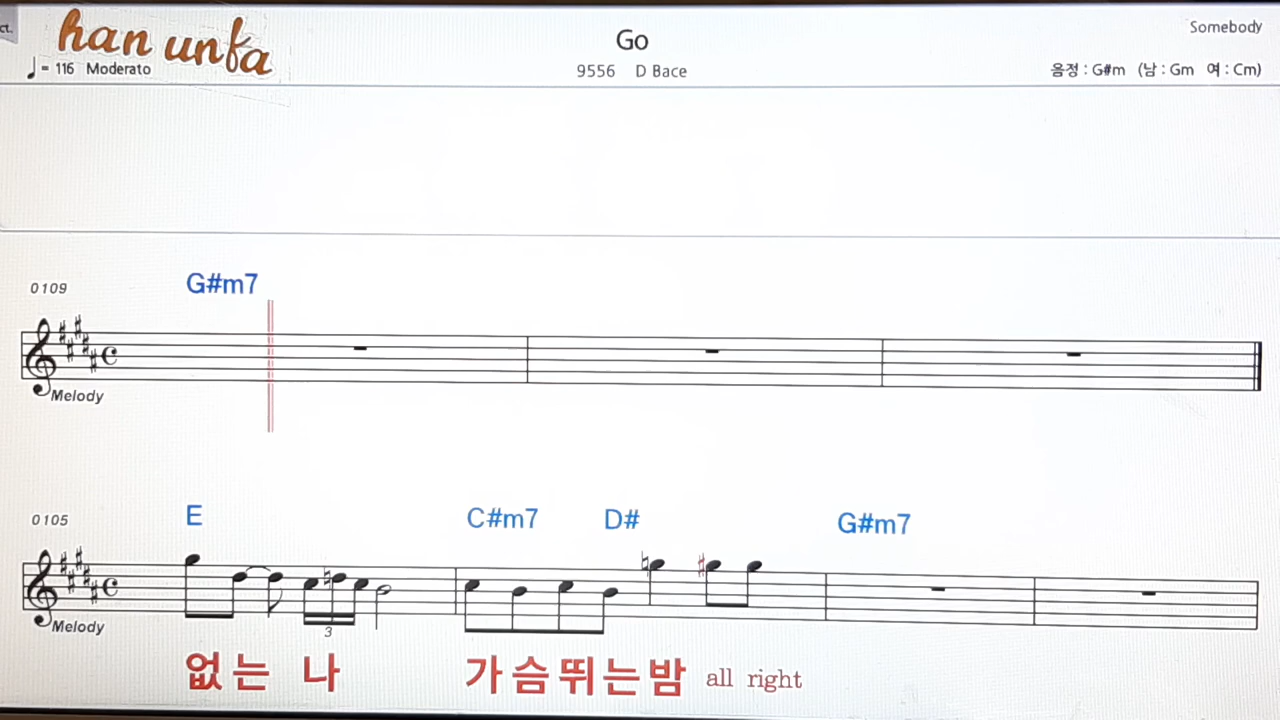 ct.
han unfa
Go
Somebody
♩= 116 Moderato
9556 D Bace
음정 : G#m (남 : Gm 여 : Cm)
0109
G#m7
Melody
0105
E C#m7 D# G#m7
3
Melody
없는 나 가슴뛰는밤 all right